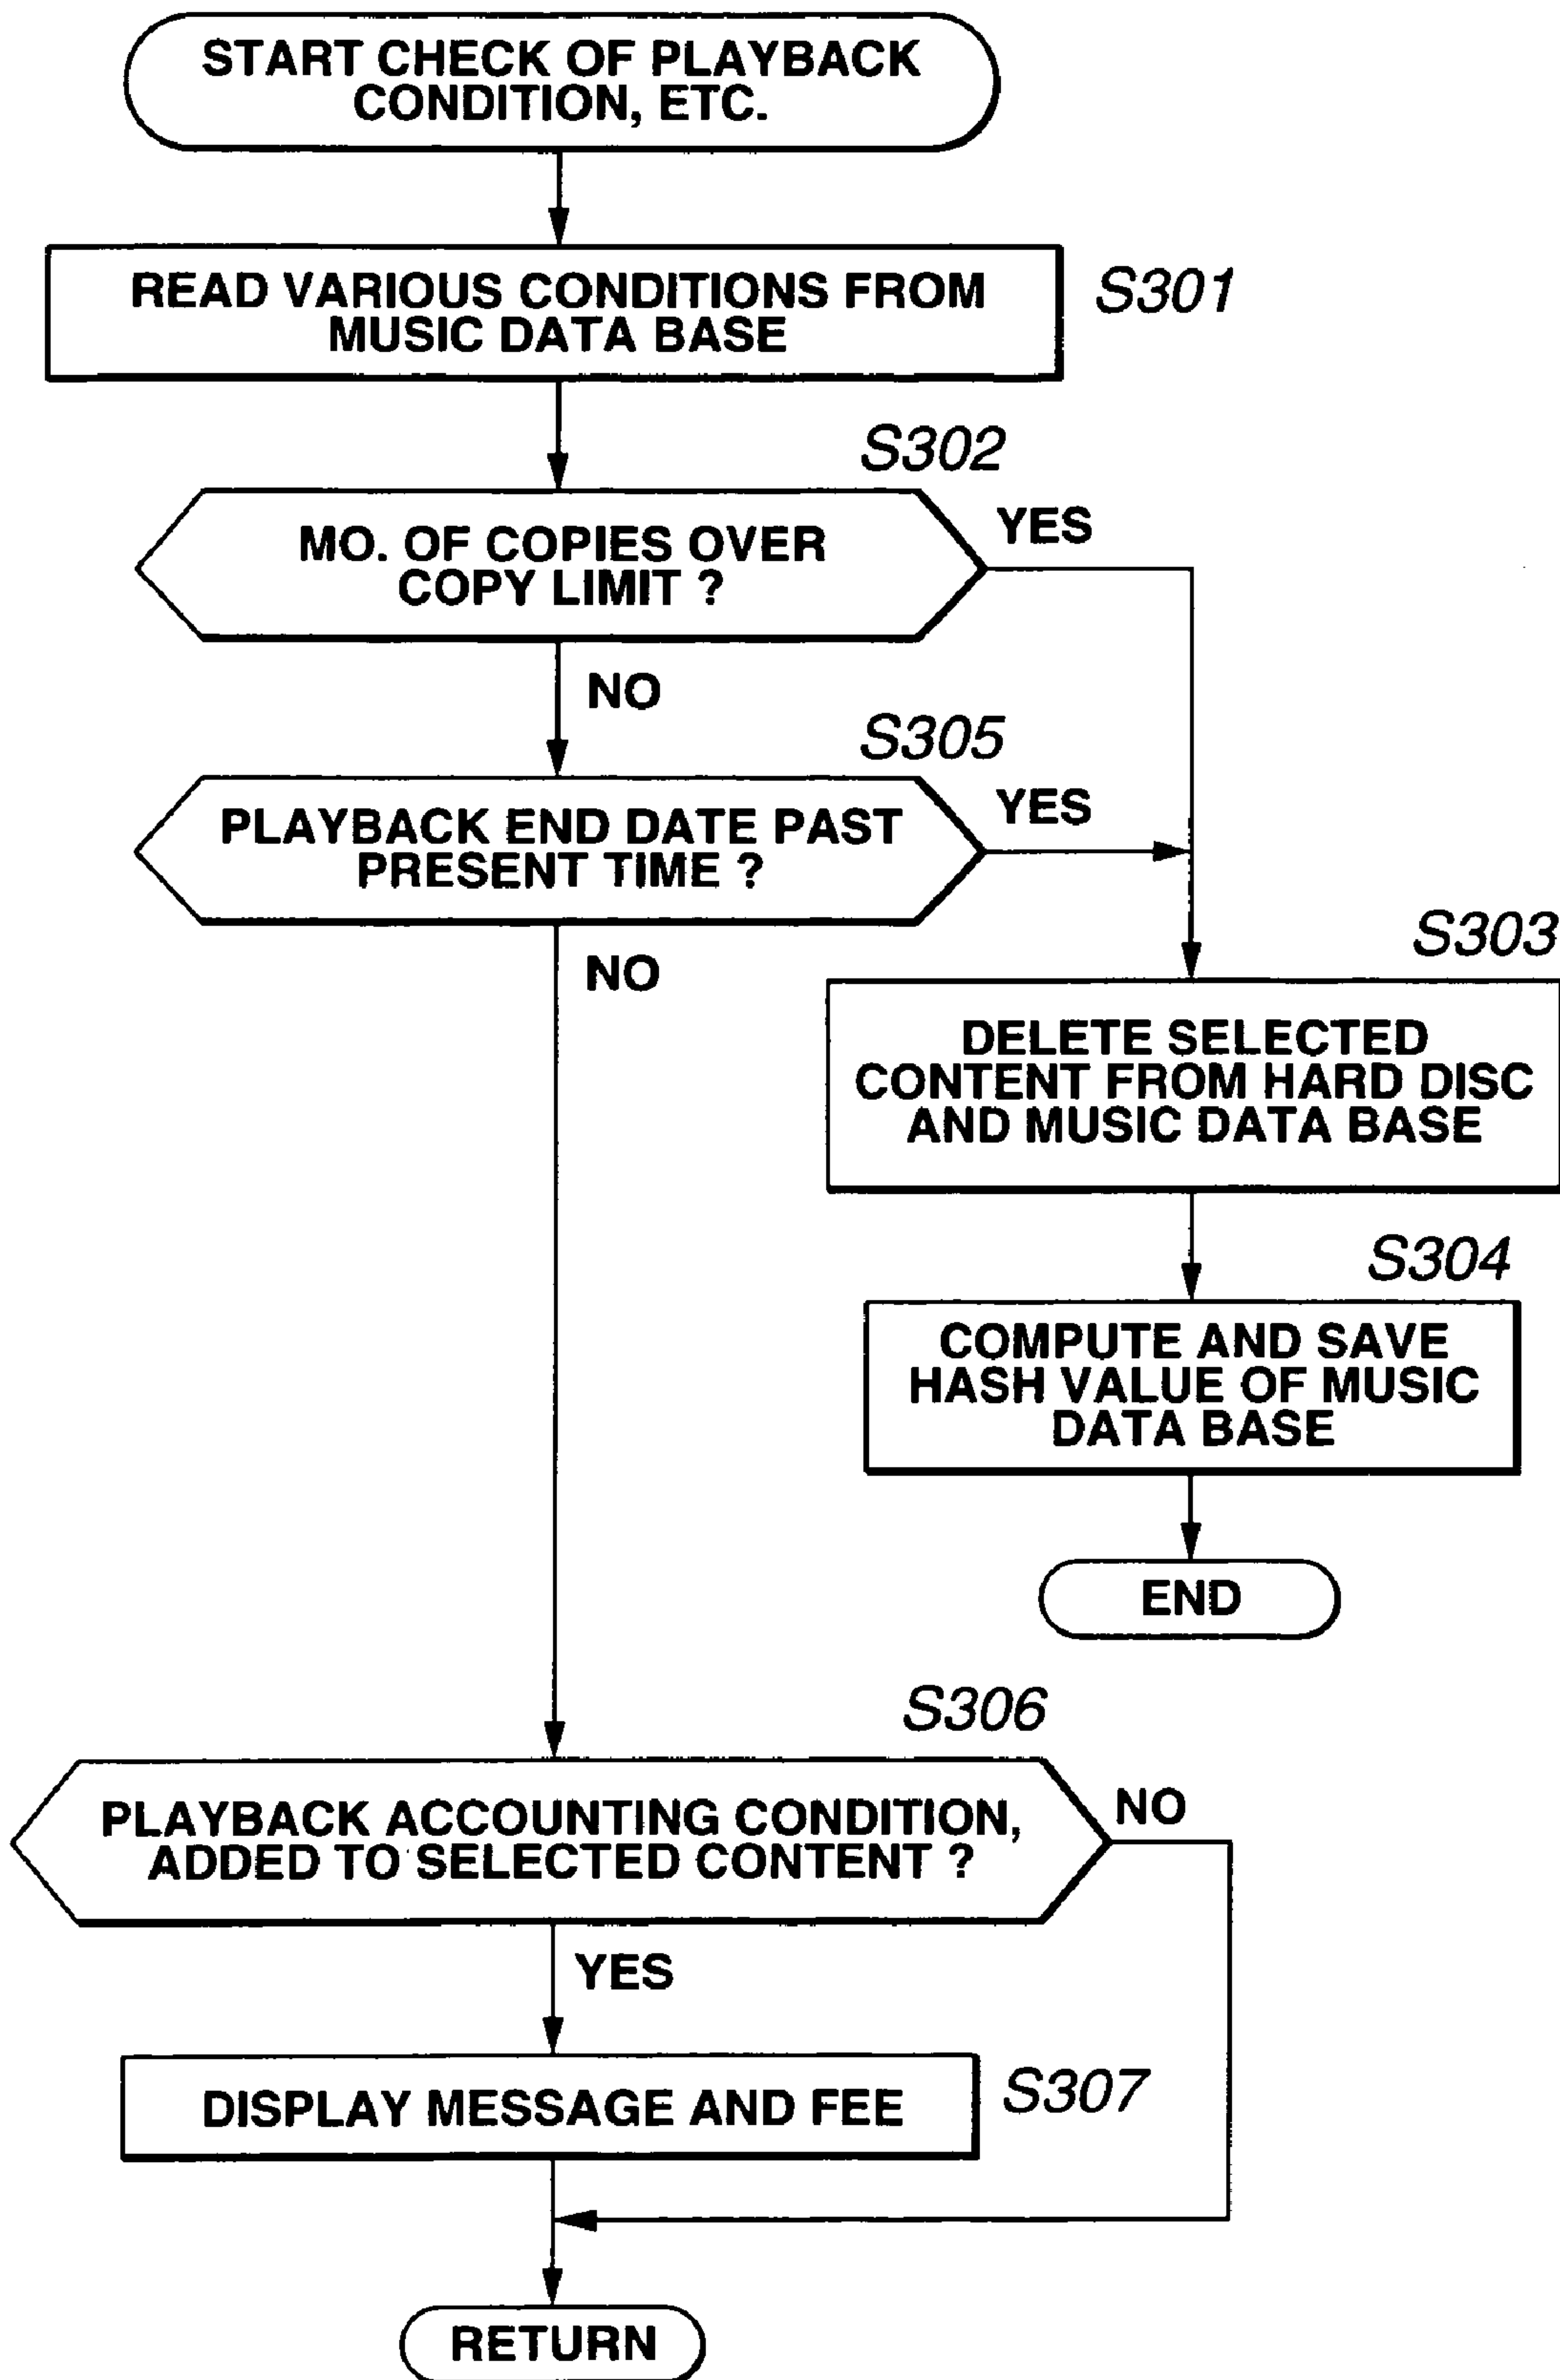 START CHECK OF PLAYBACK
CONDITION, ETC.
READ VARIOUS CONDITIONS FROM
MUSIC DATA BASE
S301
S302
MO. OF COPIES OVER
COPY LIMIT ?
YES
NO
S305
PLAYBACK END DATE PAST
PRESENT TIME ?
YES
NO
S303
DELETE SELECTED
CONTENT FROM HARD DISC
AND MUSIC DATA BASE
S304
COMPUTE AND SAVE
HASH VALUE OF MUSIC
DATA BASE
END
S306
PLAYBACK ACCOUNTING CONDITION,
ADDED TO SELECTED CONTENT ?
NO
YES
DISPLAY MESSAGE AND FEE
S307
RETURN